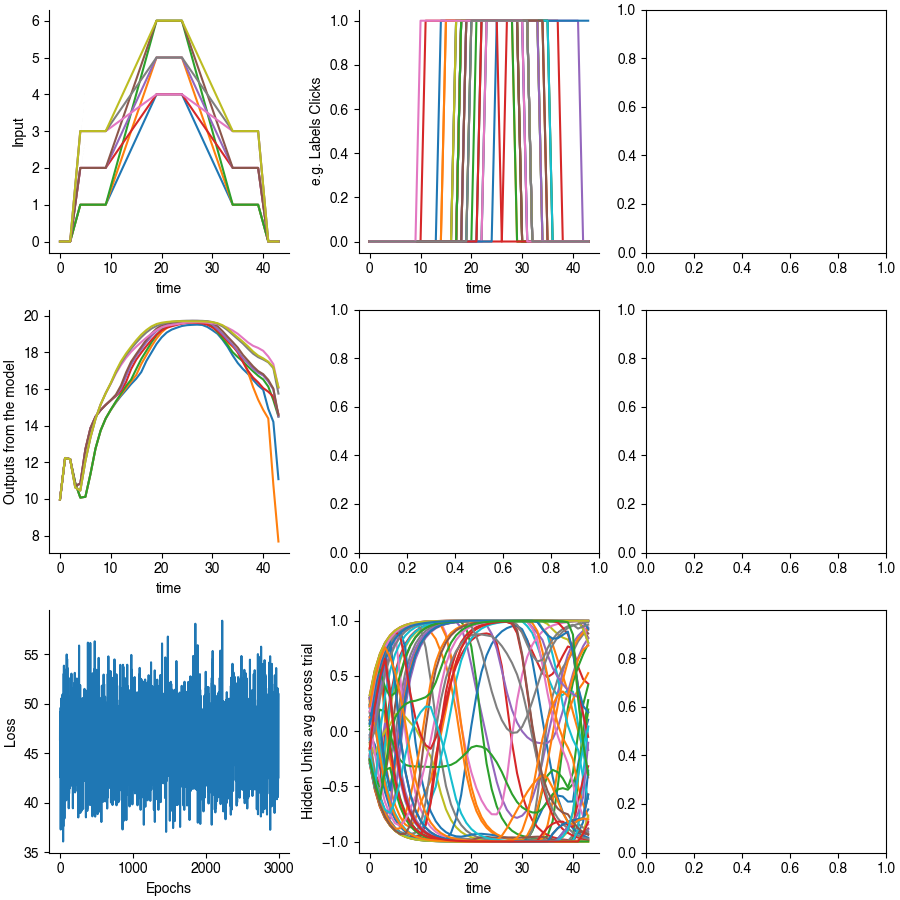 6
5
4
3
2
1
0
Input
0 10 20 30 40
time
1.0
0.8
0.6
0.4
0.2
0.0
e.g. Labels Clicks
0 10 20 30 40
time
1.0
0.8
0.6
0.4
0.2
0.0
0.0 0.2 0.4 0.6 0.8 1.0
20
18
16
14
12
10
8
Outputs from the model
0 10 20 30 40
time
1.0
0.8
0.6
0.4
0.2
0.0
0.0 0.2 0.4 0.6 0.8 1.0
1.0
0.8
0.6
0.4
0.2
0.0
0.0 0.2 0.4 0.6 0.8 1.0
55
50
45
40
35
Loss
0 1000 2000 3000
Epochs
1.0
0.5
0.0
−0.5
−1.0
Hidden Units avg across trial
0 10 20 30 40
time
1.0
0.8
0.6
0.4
0.2
0.0
0.0 0.2 0.4 0.6 0.8 1.0